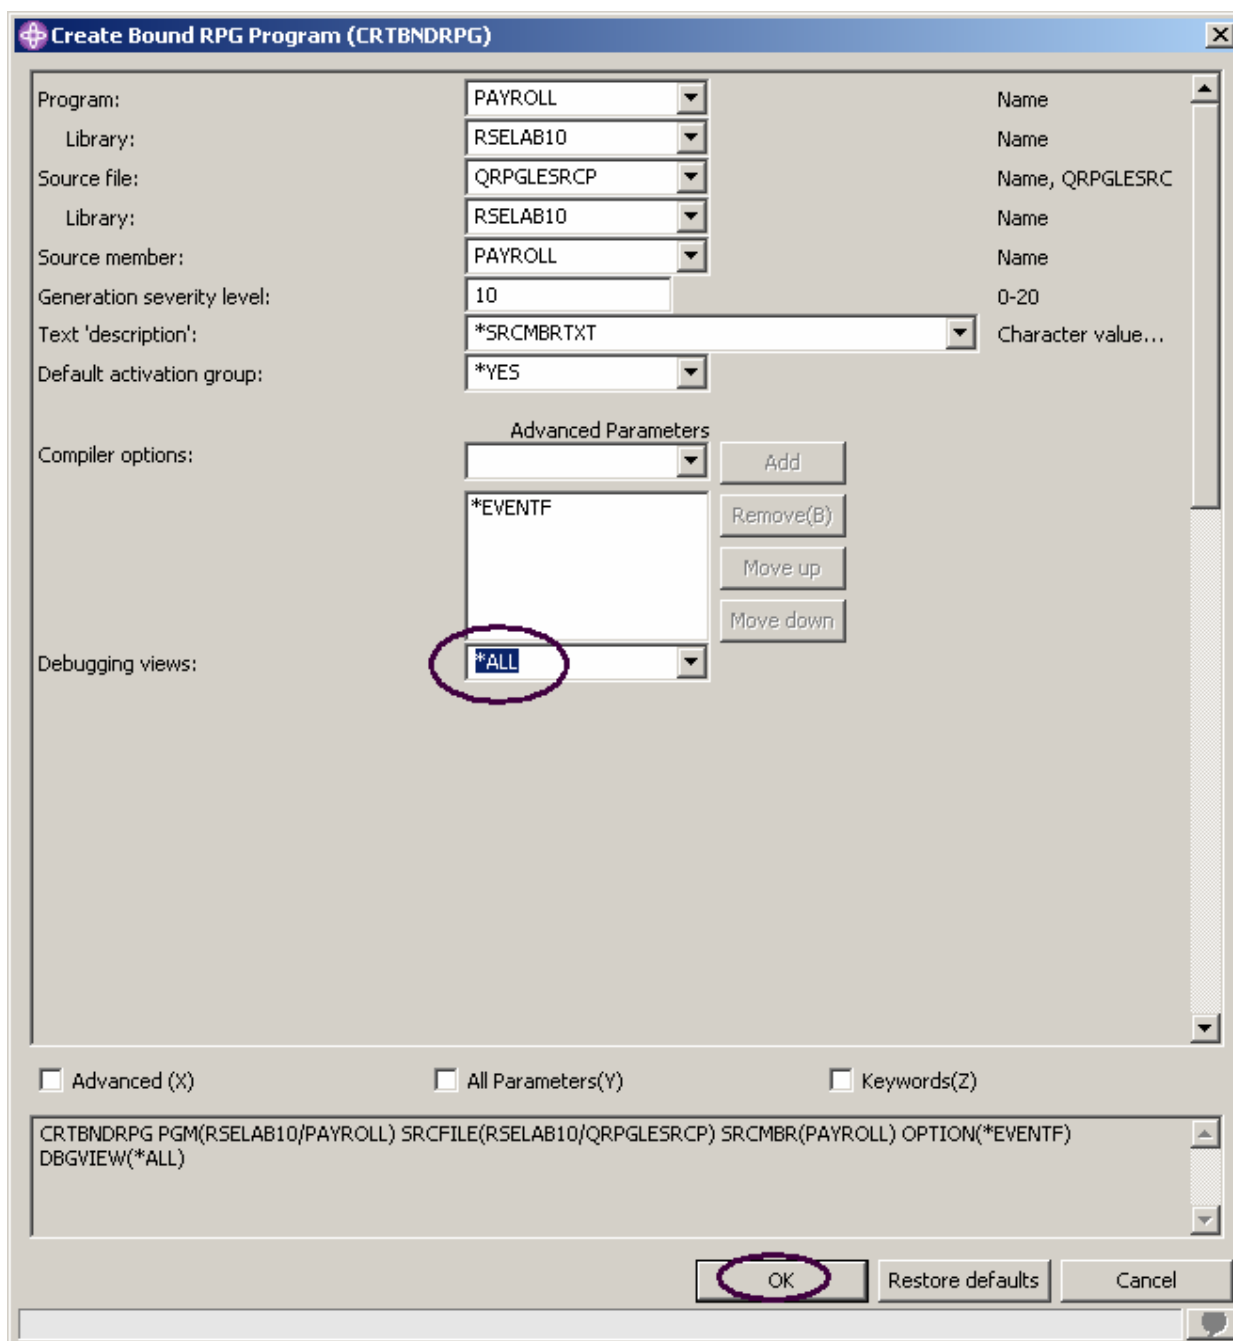 Create Bound RPG Program (CRTBNDRPG)
Program: PAYROLL Name
Library: RSELAB10 Name
Source file: QRPGLESRCP Name, QRPGLESRC
Library: RSELAB10 Name
Source member: PAYROLL Name
Generation severity level: 10 0-20
Text 'description': *SRCMBRTXT Character value...
Default activation group: *YES
Advanced Parameters
Compiler options: Add
*EVENTF Remove(B)
Move up
Move down
Debugging views: *ALL
Advanced (X) All Parameters(Y) Keywords(Z)
CRTBNDRPG PGM(RSELAB10/PAYROLL) SRCFILE(RSELAB10/QRPGLESRCP) SRCMBR(PAYROLL) OPTION(*EVENTF)
DBGVIEW(*ALL)
OK Restore defaults Cancel